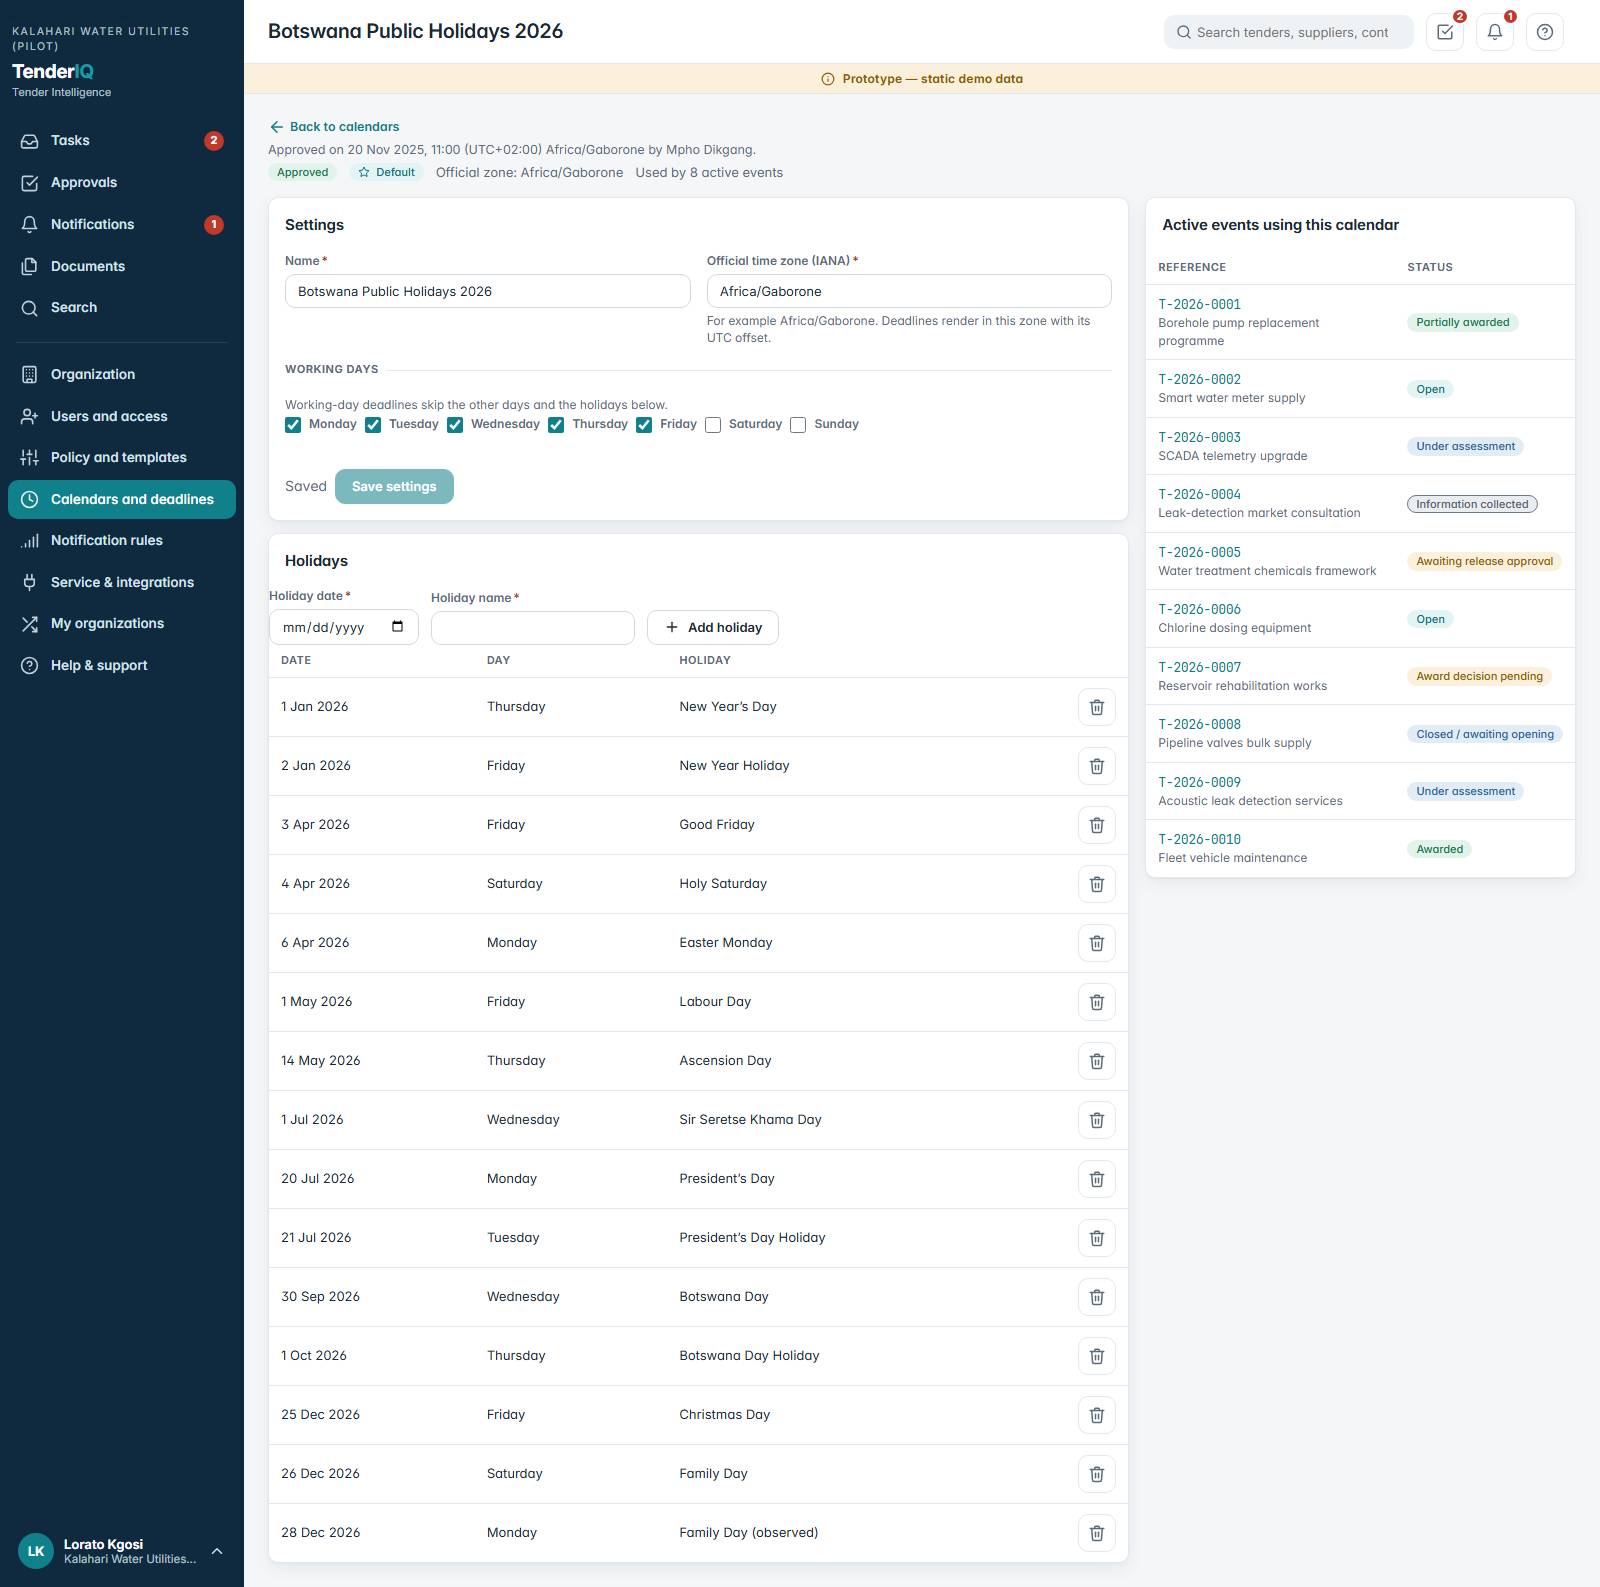 KALAHARI WATER UTILITIES
(PILOT)
TenderIQ
Tender Intelligence
Tasks 2
Approvals
Notifications 1
Documents
Search
Organization
Users and access
Policy and templates
Calendars and deadlines
Notification rules
Service & integrations
My organizations
Help & support
LK
Lorato Kgosi
Kalahari Water Utilities...
Botswana Public Holidays 2026
Search tenders, suppliers, cont
2
1
Prototype — static demo data
Back to calendars
Approved on 20 Nov 2025, 11:00 (UTC+02:00) Africa/Gaborone by Mpho Dikgang.
Approved Default Official zone: Africa/Gaborone Used by 8 active events
Settings
Name *
Botswana Public Holidays 2026
Official time zone (IANA) *
Africa/Gaborone
For example Africa/Gaborone. Deadlines render in this zone with its
UTC offset.
WORKING DAYS
Working-day deadlines skip the other days and the holidays below.
Monday Tuesday Wednesday Thursday Friday Saturday Sunday
Saved Save settings
Holidays
Holiday date *
mm/dd/yyyy
Holiday name *
Add holiday
DATE DAY HOLIDAY
1 Jan 2026 Thursday New Year’s Day
2 Jan 2026 Friday New Year Holiday
3 Apr 2026 Friday Good Friday
4 Apr 2026 Saturday Holy Saturday
6 Apr 2026 Monday Easter Monday
1 May 2026 Friday Labour Day
14 May 2026 Thursday Ascension Day
1 Jul 2026 Wednesday Sir Seretse Khama Day
20 Jul 2026 Monday President’s Day
21 Jul 2026 Tuesday President’s Day Holiday
30 Sep 2026 Wednesday Botswana Day
1 Oct 2026 Thursday Botswana Day Holiday
25 Dec 2026 Friday Christmas Day
26 Dec 2026 Saturday Family Day
28 Dec 2026 Monday Family Day (observed)
Active events using this calendar
REFERENCE STATUS
T-2026-0001
Borehole pump replacement
programme
Partially awarded
T-2026-0002
Smart water meter supply
Open
T-2026-0003
SCADA telemetry upgrade
Under assessment
T-2026-0004
Leak-detection market consultation
Information collected
T-2026-0005
Water treatment chemicals framework
Awaiting release approval
T-2026-0006
Chlorine dosing equipment
Open
T-2026-0007
Reservoir rehabilitation works
Award decision pending
T-2026-0008
Pipeline valves bulk supply
Closed / awaiting opening
T-2026-0009
Acoustic leak detection services
Under assessment
T-2026-0010
Fleet vehicle maintenance
Awarded